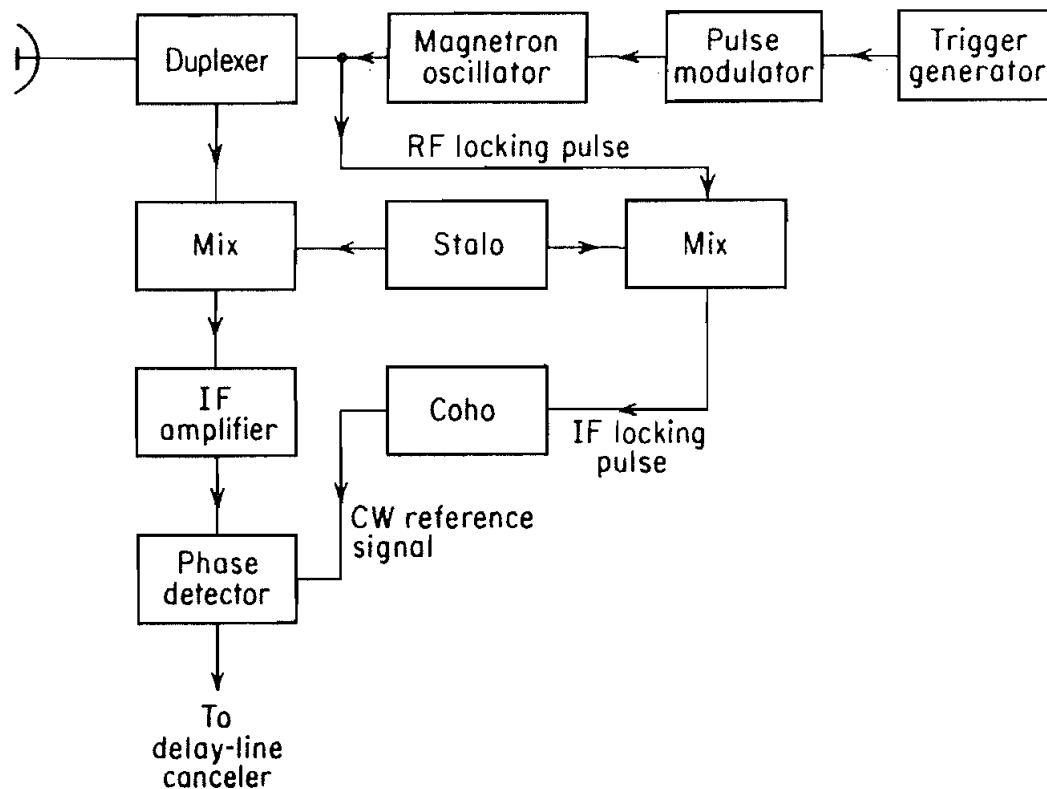 Duplexer
Magnetron
oscillator
Pulse
modulator
Trigger
generator
RF locking pulse
Mix
Stalo
Mix
IF
amplifier
Coho
IF locking
pulse
CW reference
signal
Phase
detector
To
delay-line
canceler